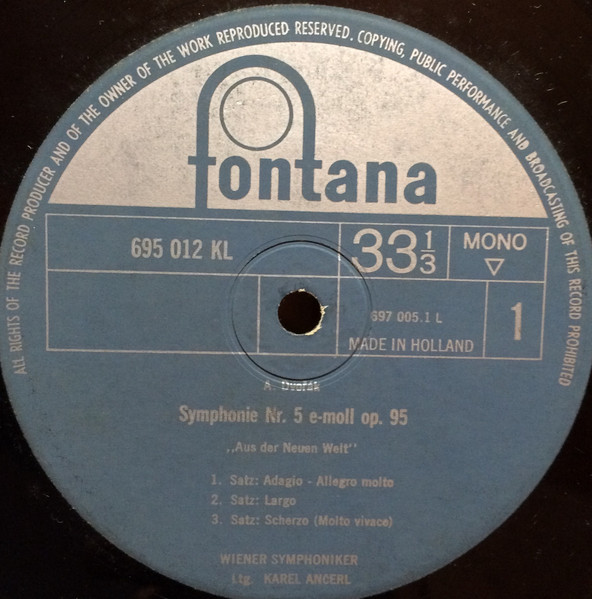 ALL RIGHTS OF THE RECORD PRODUCER AND OF THE OWNER OF THE WORK REPRODUCED RESERVED. COPYING, PUBLIC PERFORMANCE AND BROADCASTING OF THIS RECORD PROHIBITED
fontana
695 012 KL
33 1/3
MONO
697 005.1 L
MADE IN HOLLAND
1
A. Dvořák
Symphonie Nr. 5 e-moll op. 95
„Aus der Neuen Welt"
1. Satz: Adagio - Allegro molto
2. Satz: Largo
3. Satz: Scherzo (Molto vivace)
WIENER SYMPHONIKER
Ltg. KAREL ANCERL